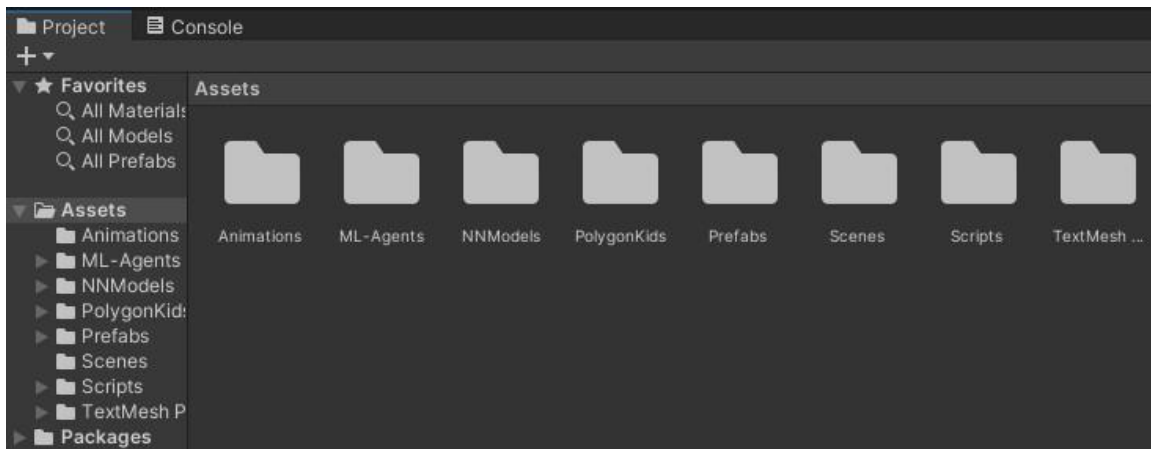 Project Console
Favorites
All Materials
All Models
All Prefabs
Assets
Animations
ML-Agents
NNModels
PolygonKids
Prefabs
Scenes
Scripts
TextMesh P
Packages
Assets
Animations ML-Agents NNModels PolygonKids Prefabs Scenes Scripts TextMesh ...